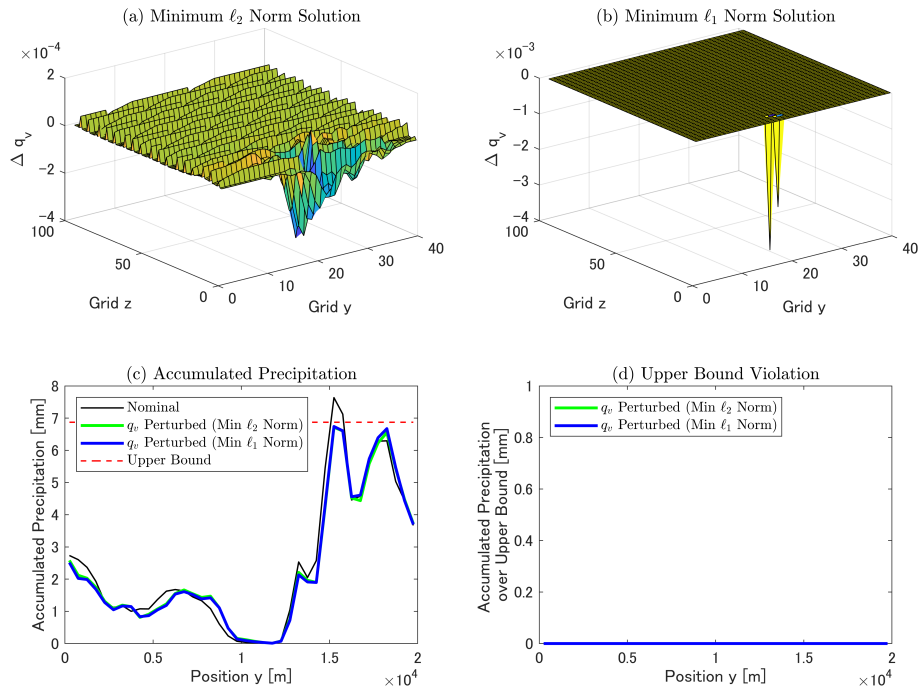 (a) Minimum ℓ₂ Norm Solution
×10⁻⁴
2
0
-2
-4
Δ q_v
100
50
0
Grid z
0
10
20
30
40
Grid y
(b) Minimum ℓ₁ Norm Solution
×10⁻³
0
-1
-2
-3
-4
Δ q_v
100
50
0
Grid z
0
10
20
30
40
Grid y
(c) Accumulated Precipitation
8
7
6
5
4
3
2
1
0
Accumulated Precipitation [mm]
Nominal
q_v Perturbed (Min ℓ₂ Norm)
q_v Perturbed (Min ℓ₁ Norm)
Upper Bound
0
0.5
1
1.5
2
×10⁴
Position y [m]
(d) Upper Bound Violation
1
0.8
0.6
0.4
0.2
0
Accumulated Precipitation
over Upper Bound [mm]
q_v Perturbed (Min ℓ₂ Norm)
q_v Perturbed (Min ℓ₁ Norm)
0
0.5
1
1.5
2
×10⁴
Position y [m]